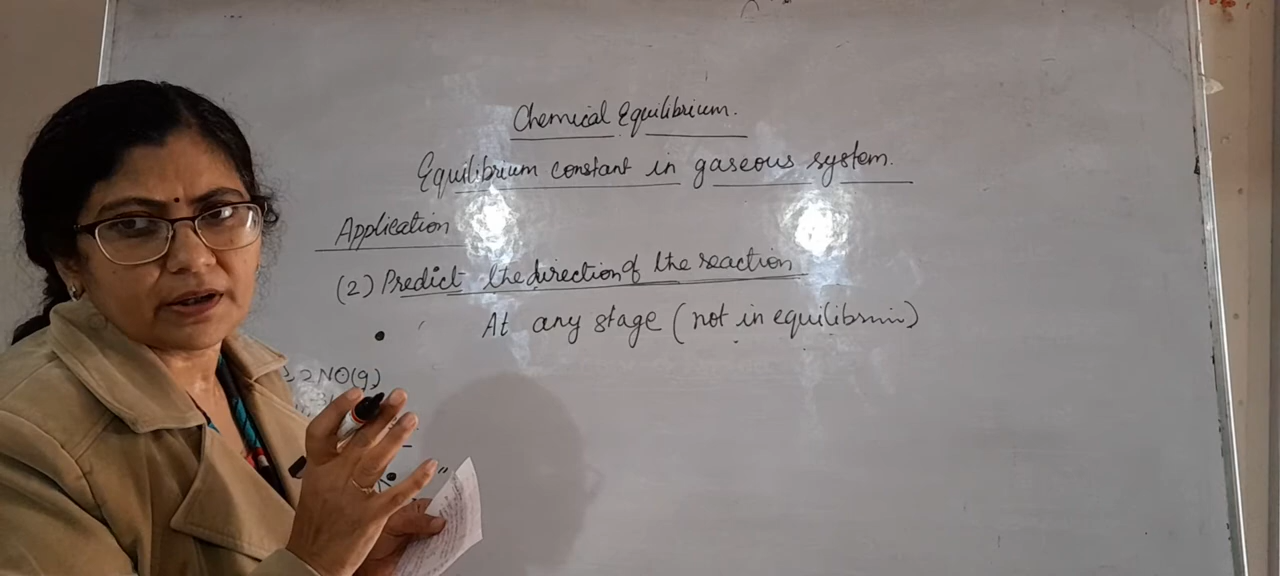 Chemical Equilibrium.
Equilibrium constant in gaseous system.
Application
(2) Predict the direction of the reaction
At any stage (not in equilibrium)
2NO(g)